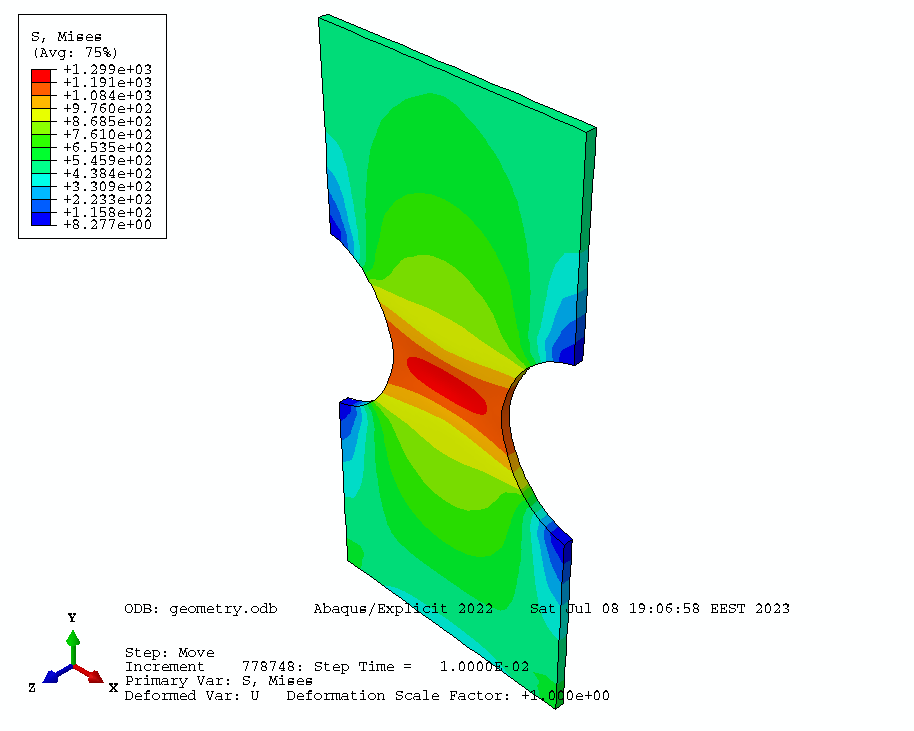 S, Mises
(Avg: 75%)
+1.299e+03
+1.191e+03
+1.084e+03
+9.760e+02
+8.685e+02
+7.610e+02
+6.535e+02
+5.459e+02
+4.384e+02
+3.309e+02
+2.233e+02
+1.158e+02
+8.277e+00
ODB: geometry.odb    Abaqus/Explicit 2022    Sat Jul 08 19:06:58 EEST 2023
Y
Z
X
Step: Move
Increment    778748: Step Time =    1.0000E-02
Primary Var: S, Mises
Deformed Var: U   Deformation Scale Factor: +1.000e+00